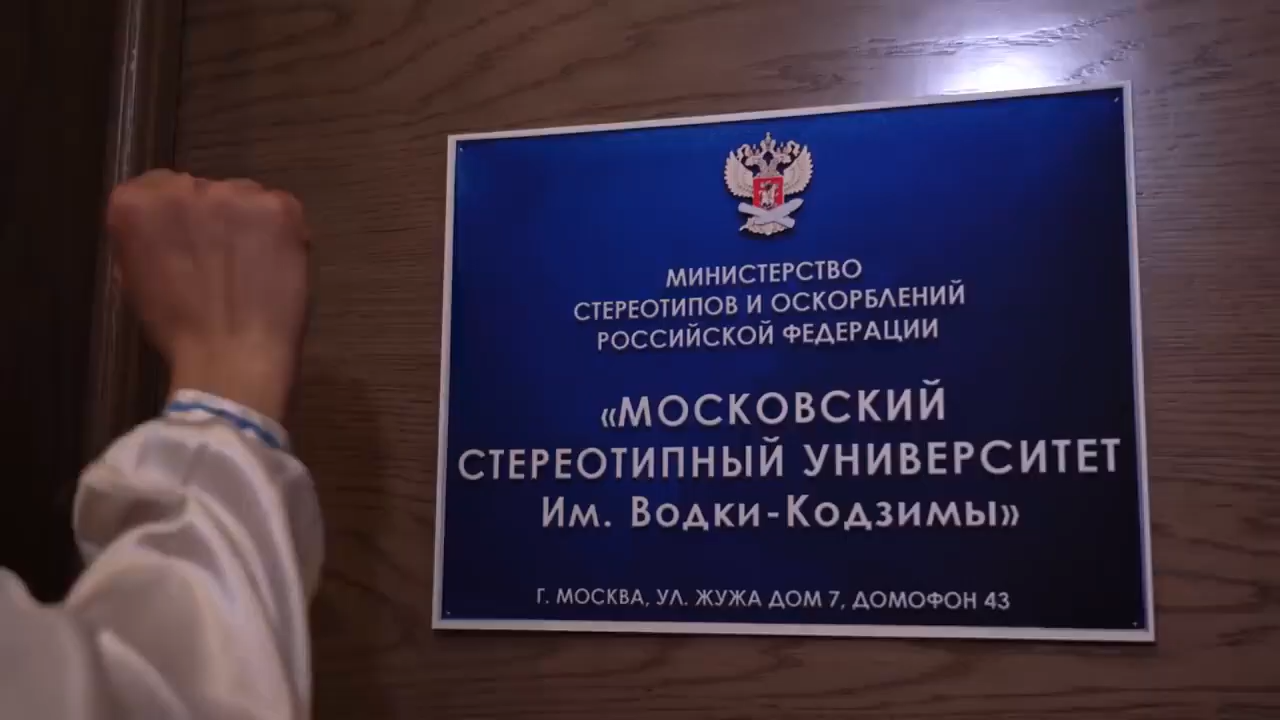 МИНИСТЕРСТВО
СТЕРЕОТИПОВ И ОСКОРБЛЕНИЙ
РОССИЙСКОЙ ФЕДЕРАЦИИ
«МОСКОВСКИЙ
СТЕРЕОТИПНЫЙ УНИВЕРСИТЕТ
Им. Водки-Кодзимы»
Г. МОСКВА, УЛ. ЖУЖА ДОМ 7, ДОМОФОН 43